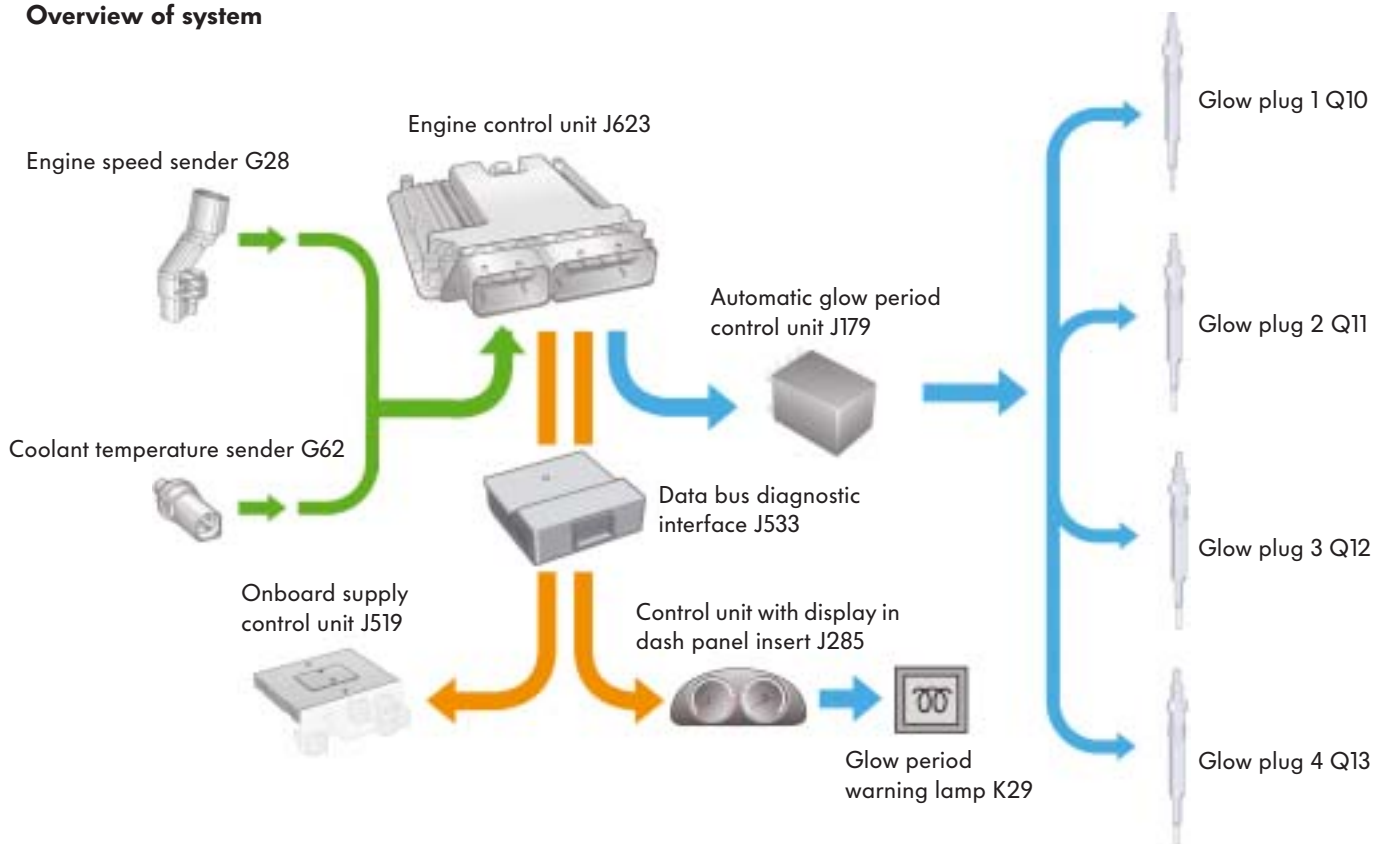 Overview of system
Engine control unit J623
Engine speed sender G28
Automatic glow period
control unit J179
Coolant temperature sender G62
Data bus diagnostic
interface J533
Onboard supply
control unit J519
Control unit with display in
dash panel insert J285
Glow period
warning lamp K29
Glow plug 1 Q10
Glow plug 2 Q11
Glow plug 3 Q12
Glow plug 4 Q13